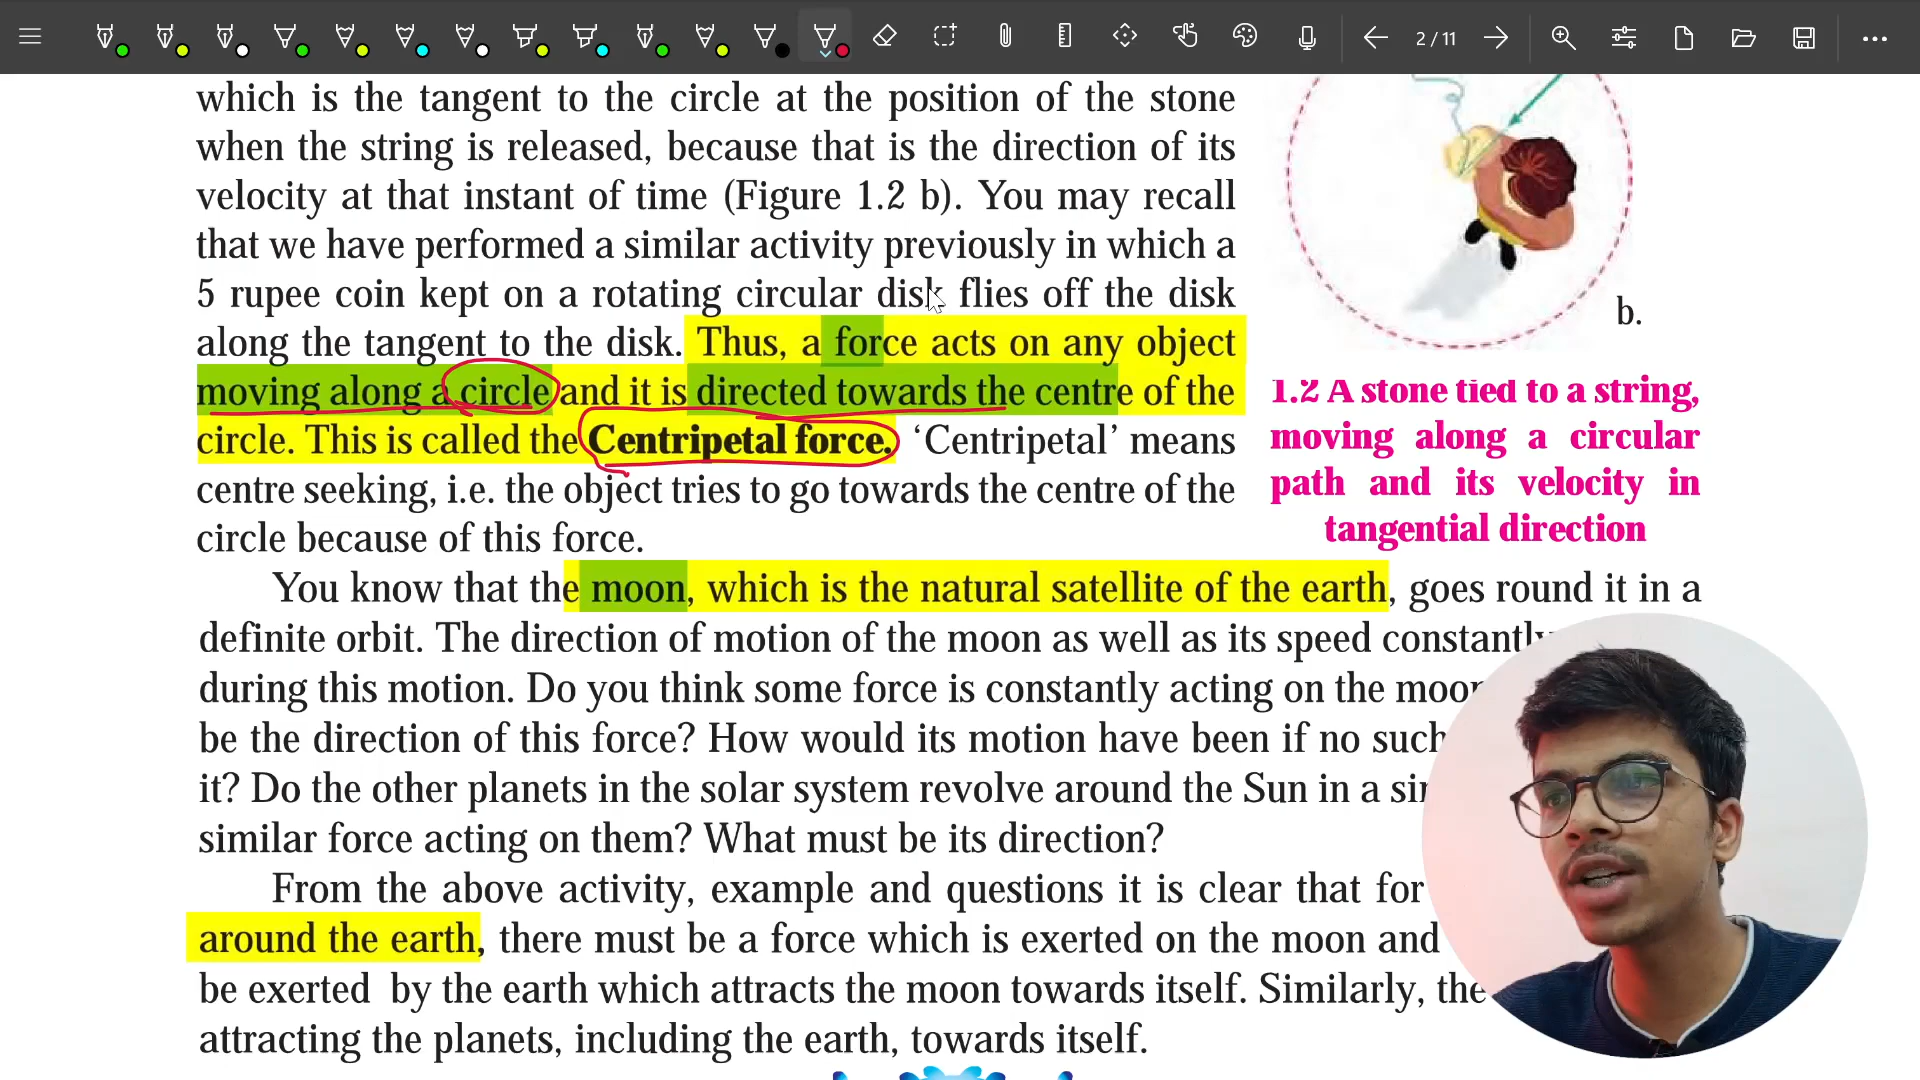 2 / 11
which is the tangent to the circle at the position of the stone
when the string is released, because that is the direction of its
velocity at that instant of time (Figure 1.2 b). You may recall
that we have performed a similar activity previously in which a
5 rupee coin kept on a rotating circular disk flies off the disk
along the tangent to the disk. Thus, a force acts on any object
moving along a circle and it is directed towards the centre of the
circle. This is called the Centripetal force. ‘Centripetal’ means
centre seeking, i.e. the object tries to go towards the centre of the
circle because of this force.
b.
1.2 A stone tied to a string,
moving along a circular
path and its velocity in
tangential direction
You know that the moon, which is the natural satellite of the earth, goes round it in a
definite orbit. The direction of motion of the moon as well as its speed constantly
during this motion. Do you think some force is constantly acting on the moon
be the direction of this force? How would its motion have been if no such
it? Do the other planets in the solar system revolve around the Sun in a
similar force acting on them? What must be its direction?
From the above activity, example and questions it is clear that for
around the earth, there must be a force which is exerted on the moon and
be exerted by the earth which attracts the moon towards itself. Similarly, the
attracting the planets, including the earth, towards itself.